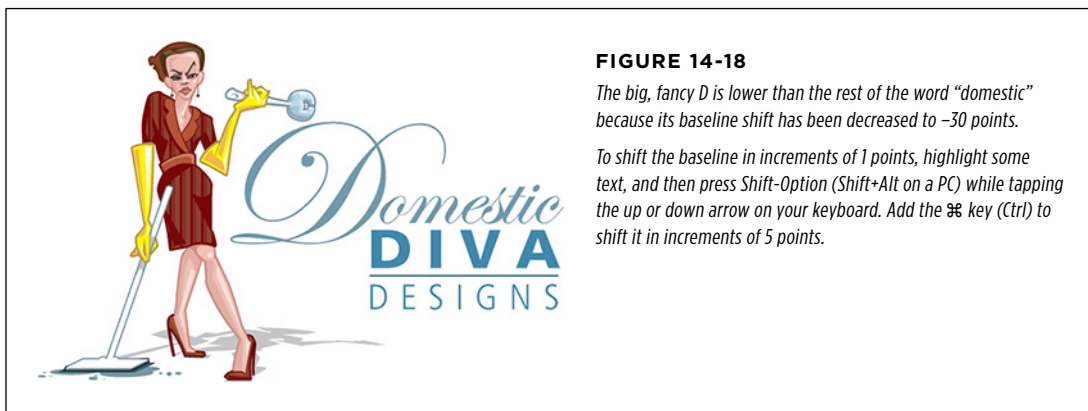 Domestic
DIVA
DESIGNS
FIGURE 14-18
The big, fancy D is lower than the rest of the word “domestic”
because its baseline shift has been decreased to –30 points.
To shift the baseline in increments of 1 points, highlight some
text, and then press Shift-Option (Shift+Alt on a PC) while tapping
the up or down arrow on your keyboard. Add the ⌘ key (Ctrl) to
shift it in increments of 5 points.